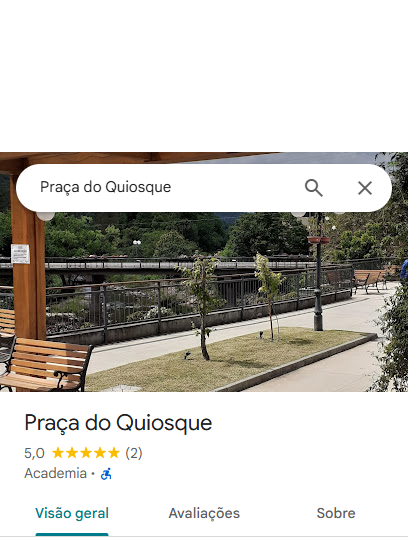 Praça do Quiosque
Praça do Quiosque
5,0 (2)
Academia ·
Visão geral Avaliações Sobre